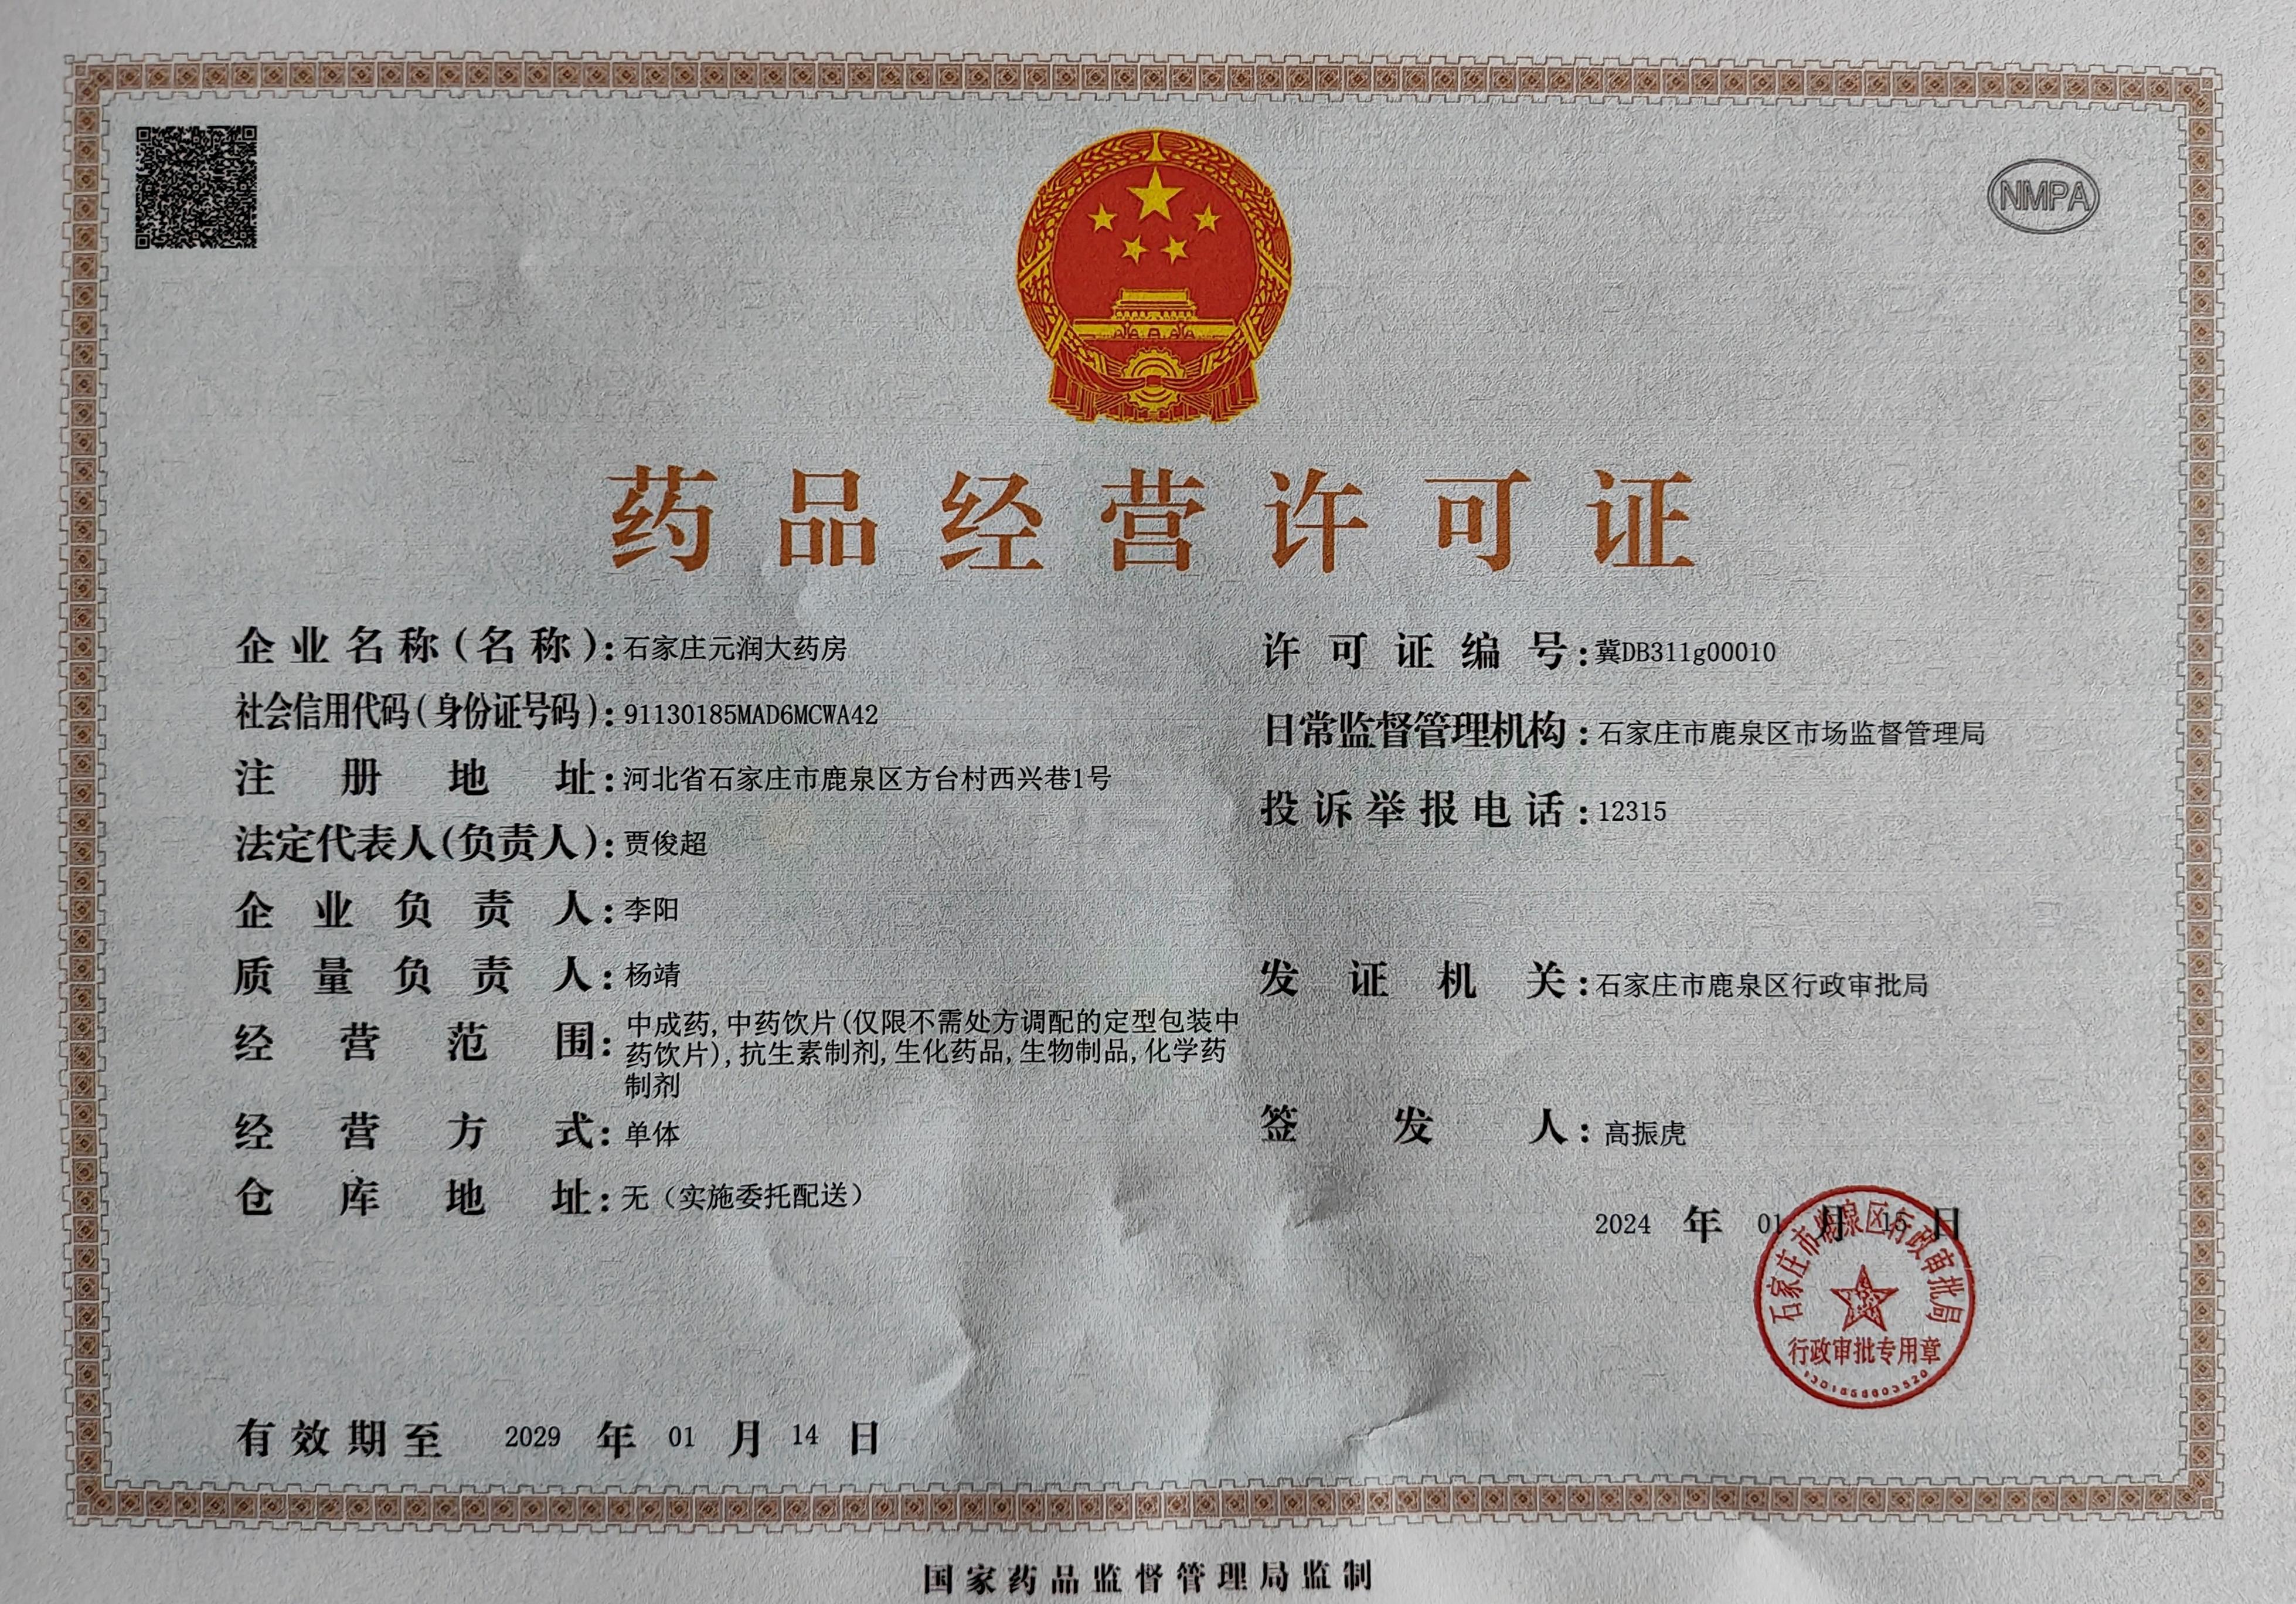 NMPA
药品经营许可证
企业名称(名称):石家庄元润大药房
社会信用代码(身份证号码):91130185MAD6MCWA42
注册地址:河北省石家庄市鹿泉区方台村西兴巷1号
法定代表人(负责人):贾俊超
企业负责人:李阳
质量负责人:杨靖
经营范围:中成药,中药饮片(仅限不需处方调配的定型包装中
药饮片),抗生素制剂,生化药品,生物制品,化学药
制剂
经营方式:单体
仓库地址:无（实施委托配送）
许可证编号:冀DB311g00010
日常监督管理机构:石家庄市鹿泉区市场监督管理局
投诉举报电话:12315
发证机关:石家庄市鹿泉区行政审批局
签发人:高振虎
2024 年 01 月 15 日
石家庄市鹿泉区行政审批局
行政审批专用章
有效期至 2029 年 01 月 14 日
国家药品监督管理局监制